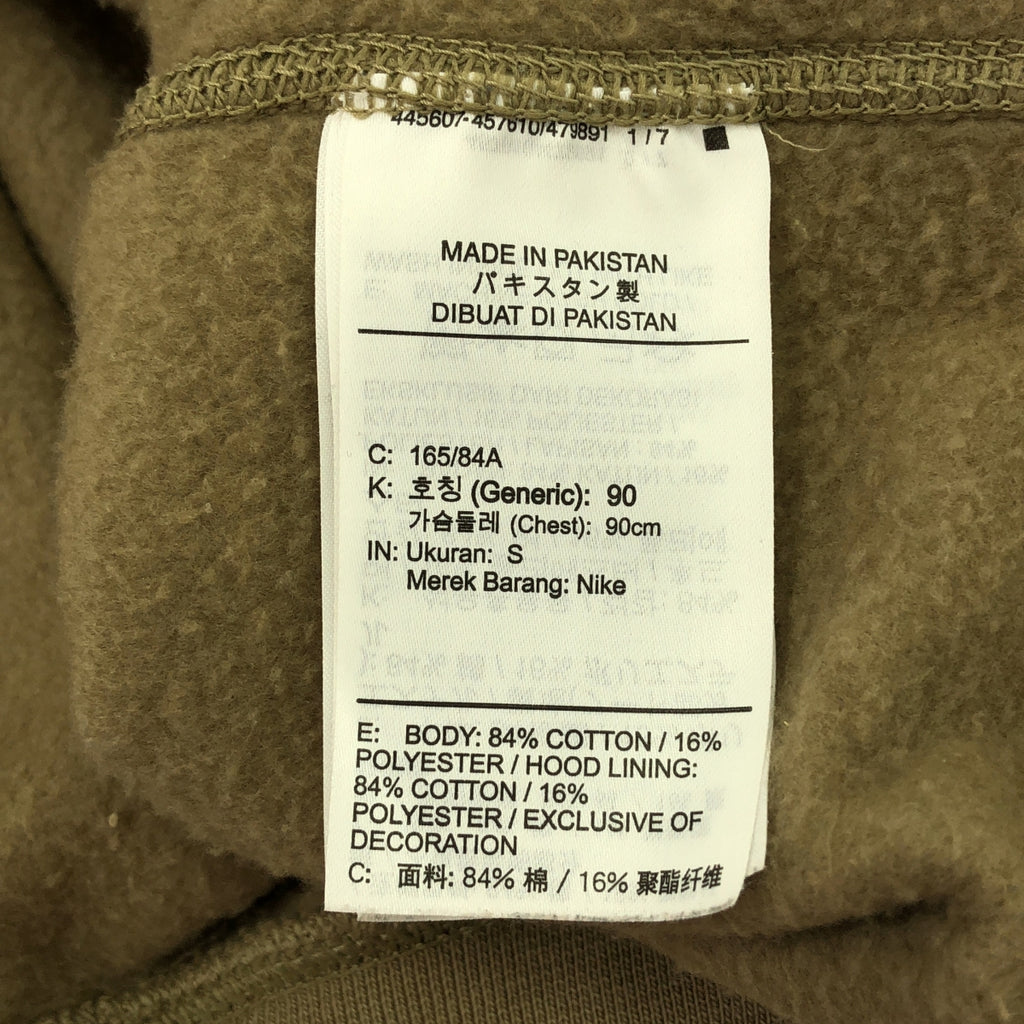 445607-457610/479891 1/7
MADE IN PAKISTAN
パキスタン製
DIBUAT DI PAKISTAN
C: 165/84A
K: 호칭 (Generic): 90
가슴둘레 (Chest): 90cm
IN: Ukuran: S
Merek Barang: Nike
E: BODY: 84% COTTON / 16%
POLYESTER / HOOD LINING:
84% COTTON / 16%
POLYESTER / EXCLUSIVE OF
DECORATION
C: 面料: 84% 棉 / 16% 聚酯纤维